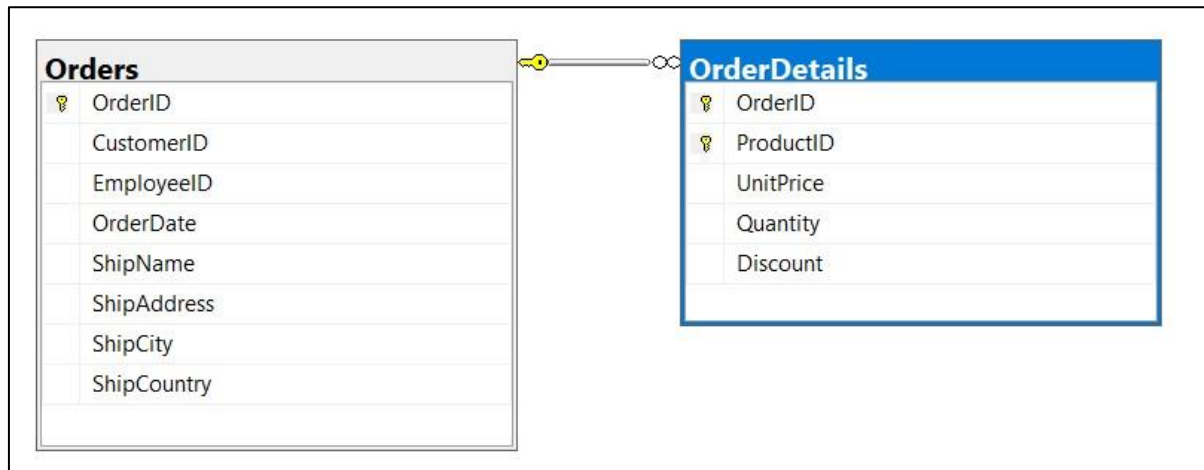 Orders
OrderID
CustomerID
EmployeeID
OrderDate
ShipName
ShipAddress
ShipCity
ShipCountry
OrderDetails
OrderID
ProductID
UnitPrice
Quantity
Discount